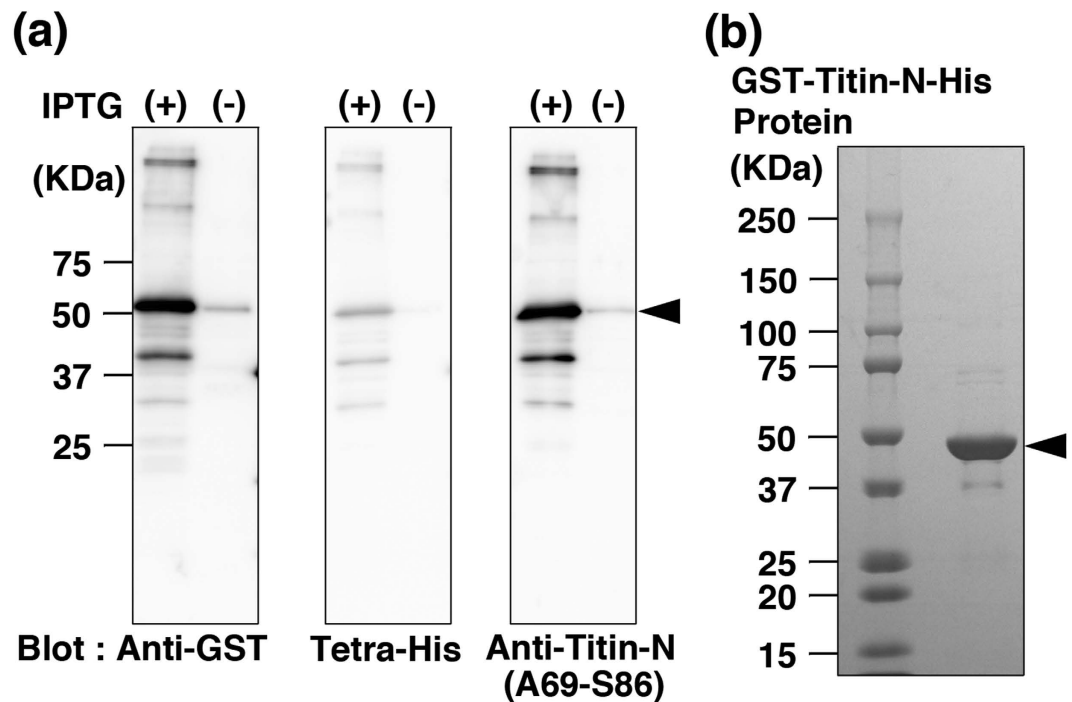 (a)
IPTG (+) (-) (+) (-) (+) (-)
(KDa)
75
50
37
25
Blot : Anti-GST Tetra-His Anti-Titin-N
(A69-S86)
(b)
GST-Titin-N-His
Protein
(KDa)
250
150
100
75
50
37
25
20
15